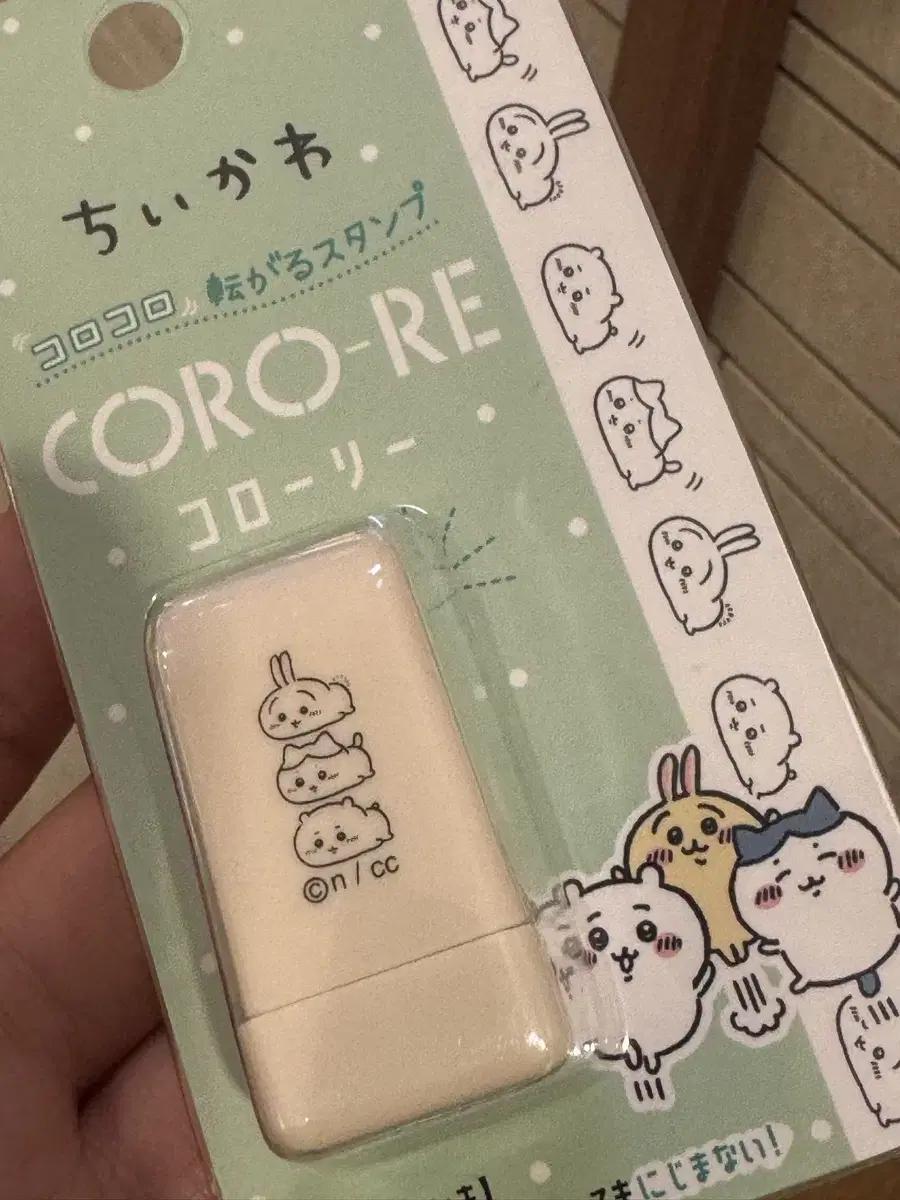 ちいかわ
コロコロ転がるスタンプ
CORO-RE
コローリー
©n/cc
にじまない!